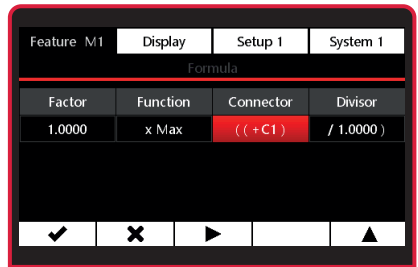 Feature M1 Display Setup 1 System 1
Formula
Factor Function Connector Divisor
1.0000 x Max ( ( +C1 ) / 1.0000 )